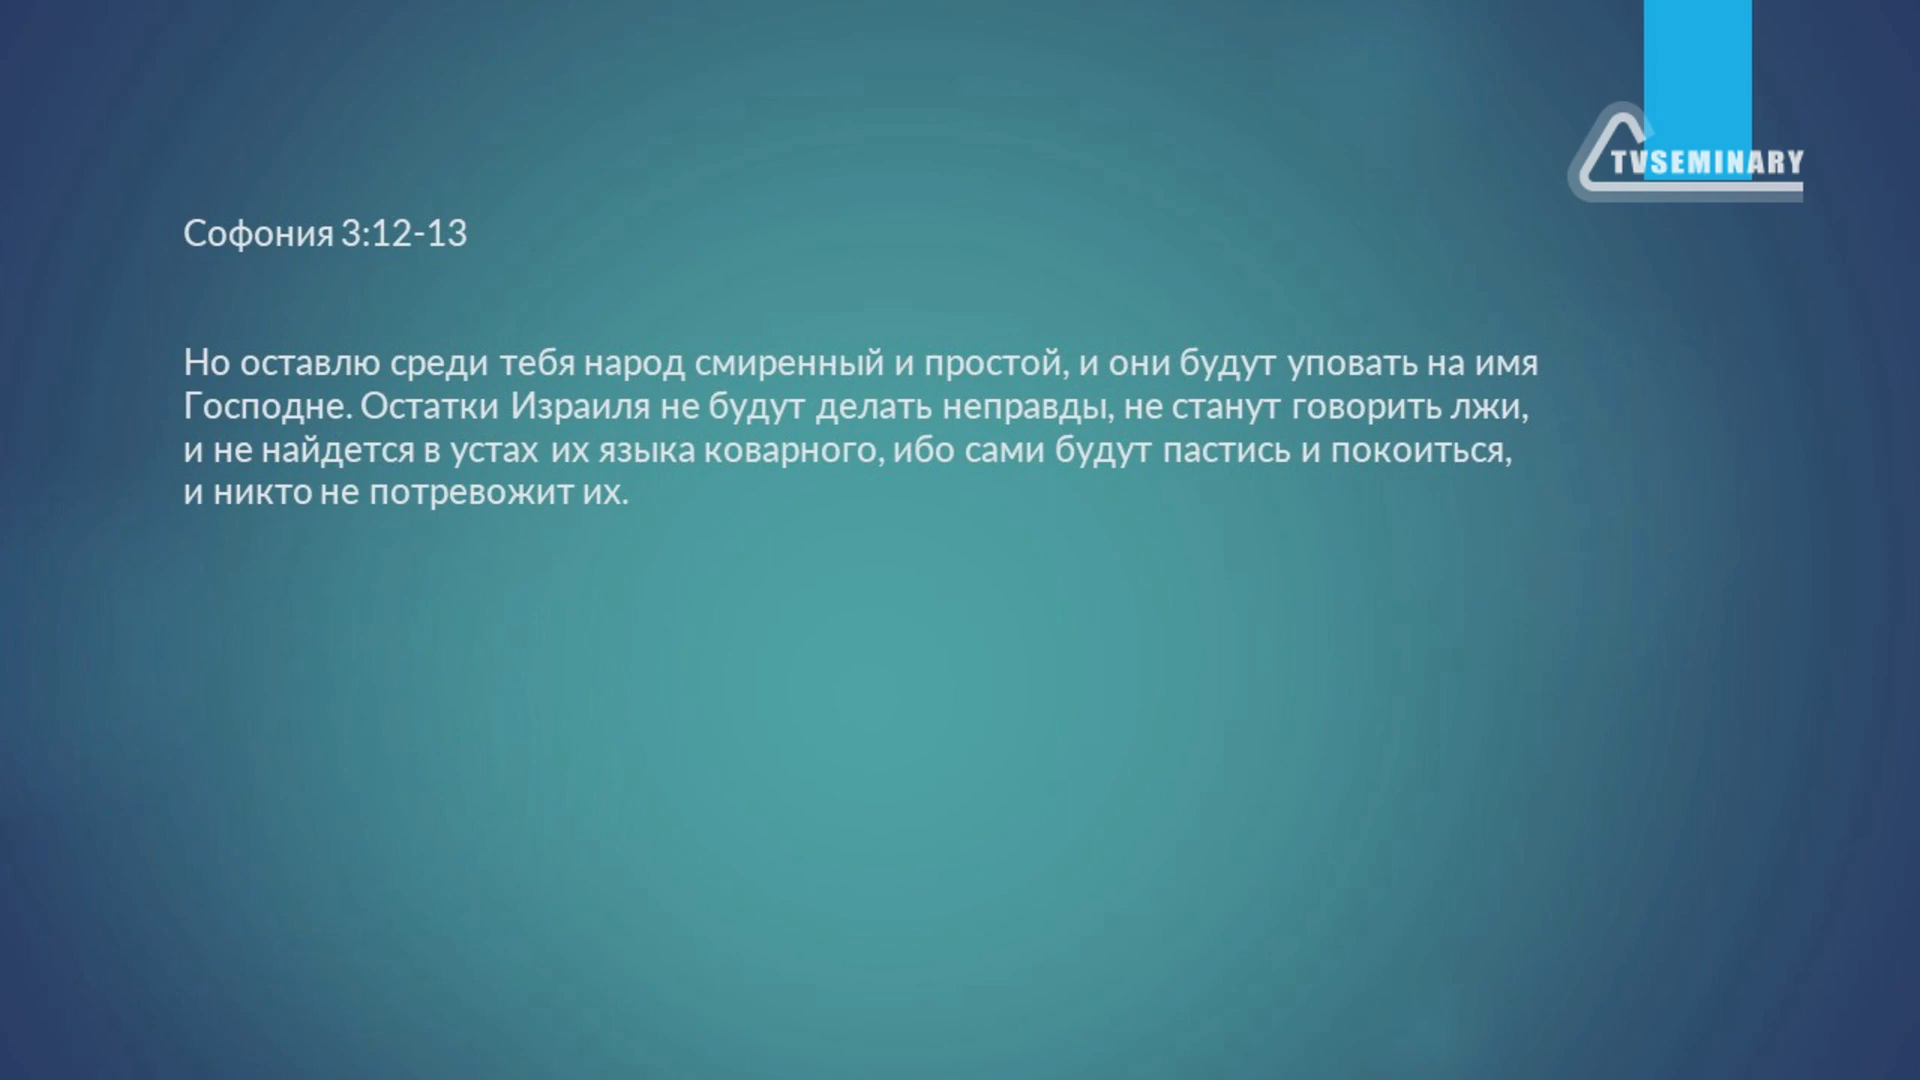 TVSEMINARY
Софония 3:12-13
Но оставлю среди тебя народ смиренный и простой, и они будут уповать на имя
Господне. Остатки Израиля не будут делать неправды, не станут говорить лжи,
и не найдется в устах их языка коварного, ибо сами будут пастись и покоиться,
и никто не потревожит их.